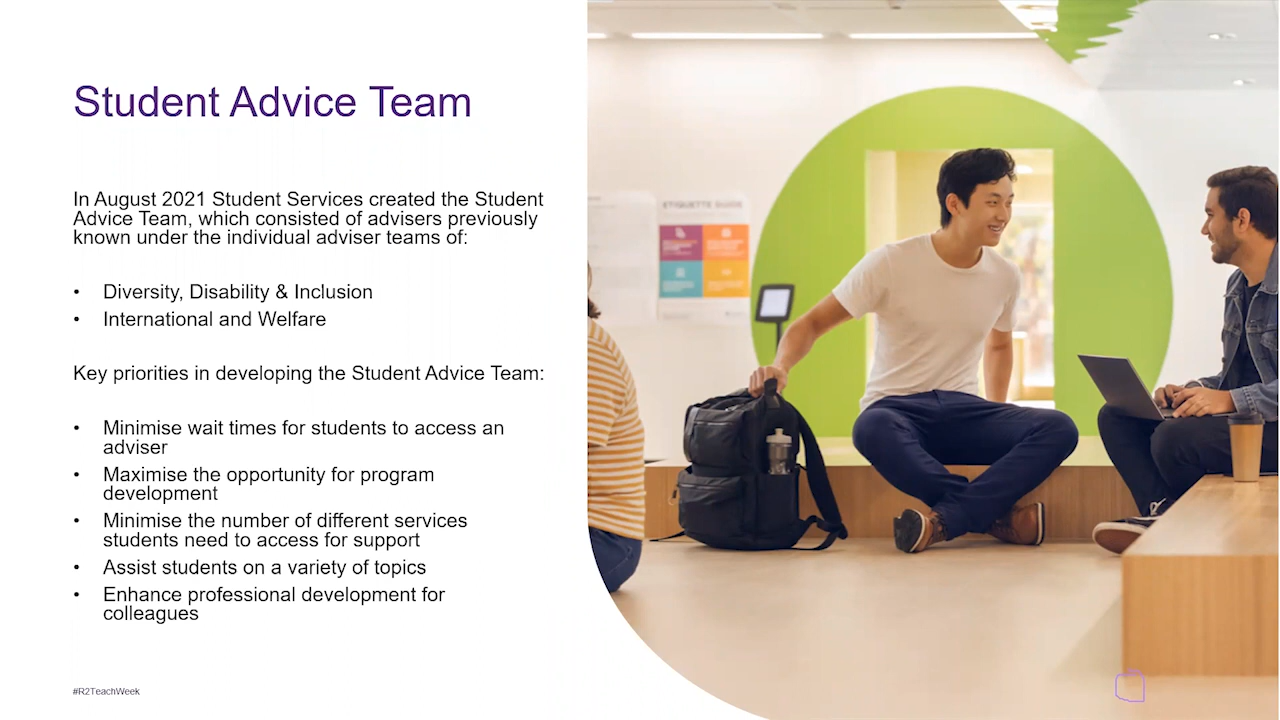 Student Advice Team
In August 2021 Student Services created the Student
Advice Team, which consisted of advisers previously
known under the individual adviser teams of:
• Diversity, Disability & Inclusion
• International and Welfare
Key priorities in developing the Student Advice Team:
• Minimise wait times for students to access an
adviser
• Maximise the opportunity for program
development
• Minimise the number of different services
students need to access for support
• Assist students on a variety of topics
• Enhance professional development for
colleagues
#R2TeachWeek
ETIQUETTE GUIDE